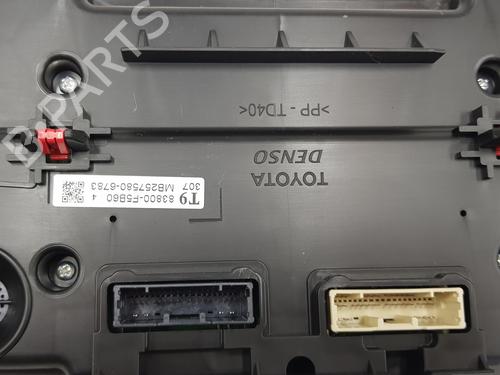 >PP-TD40<
TOYOTA
DENSO
T9 83800-F5B60 4
307 MB257580-6783
B-PARTS